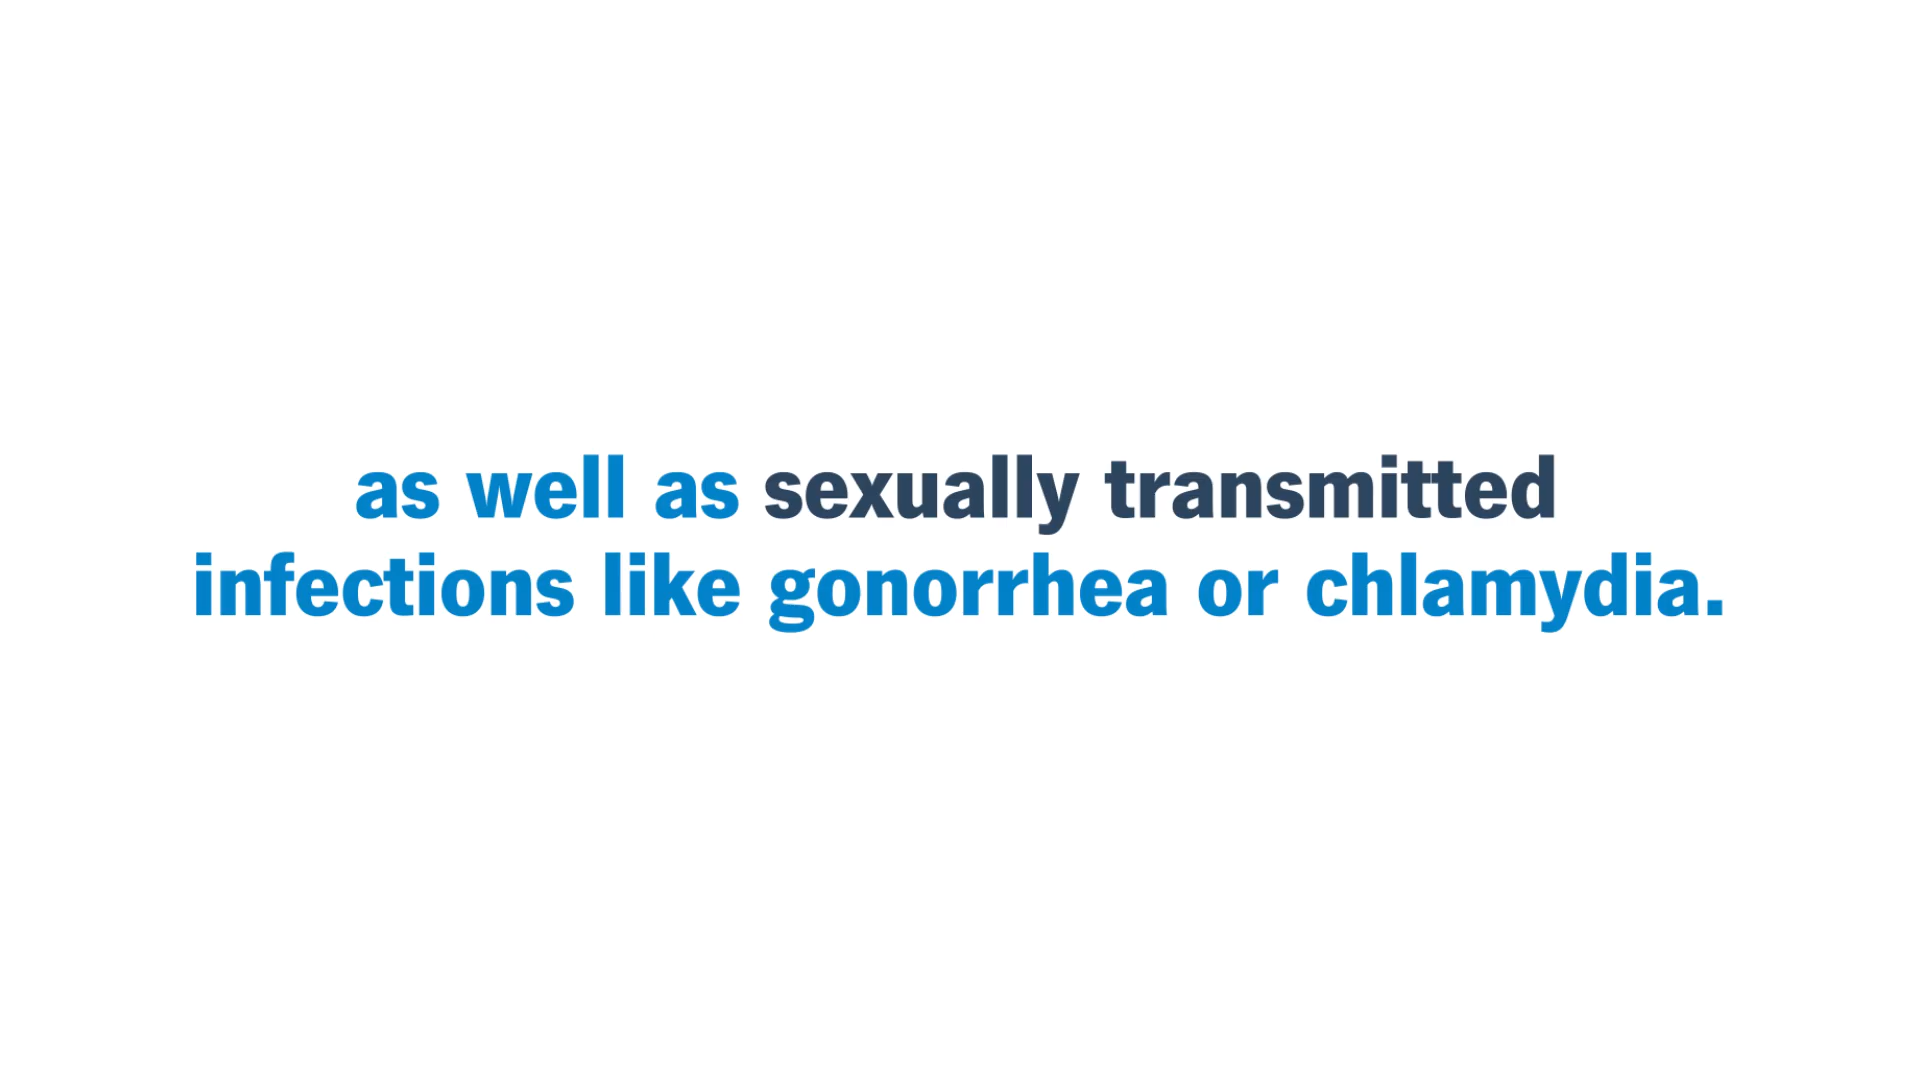 as well as sexually transmitted
infections like gonorrhea or chlamydia.